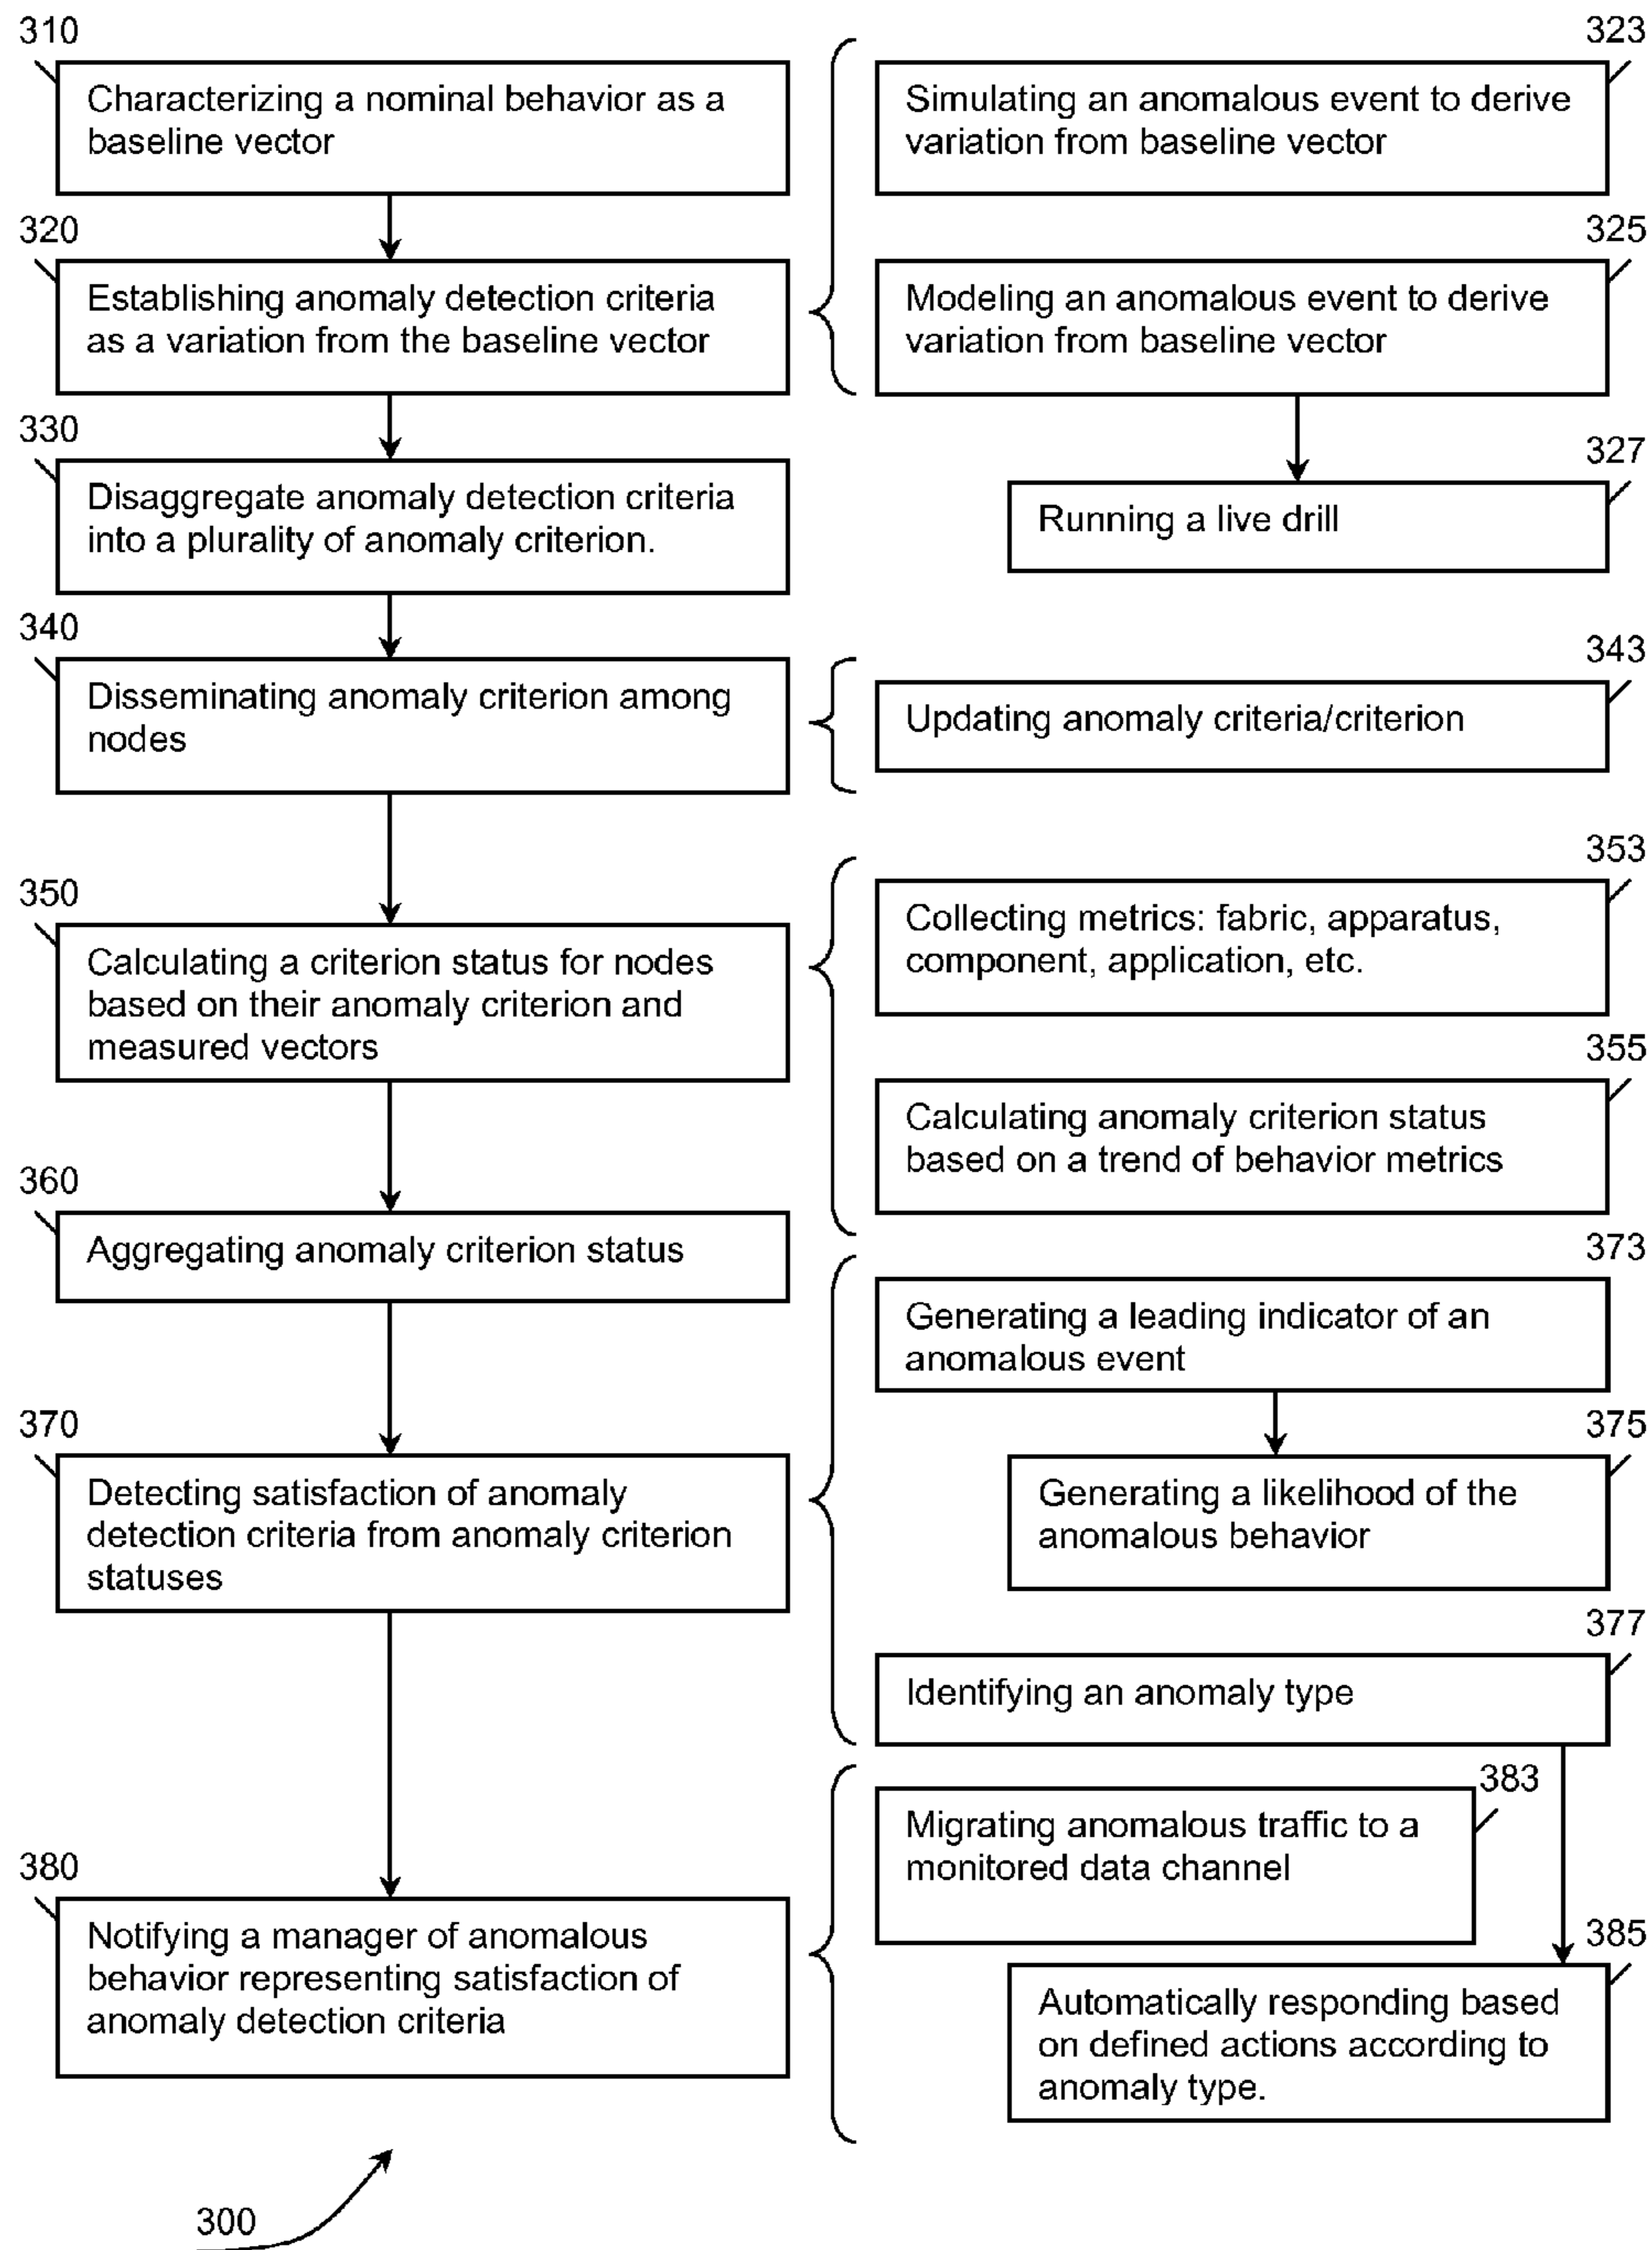 310
Characterizing a nominal behavior as a
baseline vector
323
Simulating an anomalous event to derive
variation from baseline vector
320
Establishing anomaly detection criteria
as a variation from the baseline vector
325
Modeling an anomalous event to derive
variation from baseline vector
330
Disaggregate anomaly detection criteria
into a plurality of anomaly criterion.
327
Running a live drill
340
Disseminating anomaly criterion among
nodes
343
Updating anomaly criteria/criterion
350
Calculating a criterion status for nodes
based on their anomaly criterion and
measured vectors
353
Collecting metrics: fabric, apparatus,
component, application, etc.
355
Calculating anomaly criterion status
based on a trend of behavior metrics
360
Aggregating anomaly criterion status
373
Generating a leading indicator of an
anomalous event
370
Detecting satisfaction of anomaly
detection criteria from anomaly criterion
statuses
375
Generating a likelihood of the
anomalous behavior
377
Identifying an anomaly type
380
Notifying a manager of anomalous
behavior representing satisfaction of
anomaly detection criteria
383
Migrating anomalous traffic to a
monitored data channel
385
Automatically responding based
on defined actions according to
anomaly type.
300